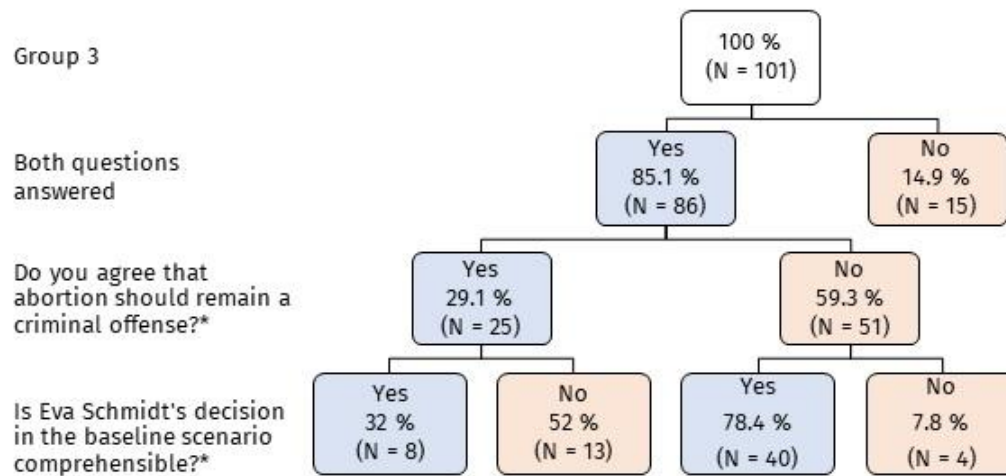 Group 3
100 %
(N = 101)
Both questions
answered
Yes
85.1 %
(N = 86)
No
14.9 %
(N = 15)
Do you agree that
abortion should remain a
criminal offense?*
Yes
29.1 %
(N = 25)
No
59.3 %
(N = 51)
Is Eva Schmidt's decision
in the baseline scenario
comprehensible?*
Yes
32 %
(N = 8)
No
52 %
(N = 13)
Yes
78.4 %
(N = 40)
No
7.8 %
(N = 4)